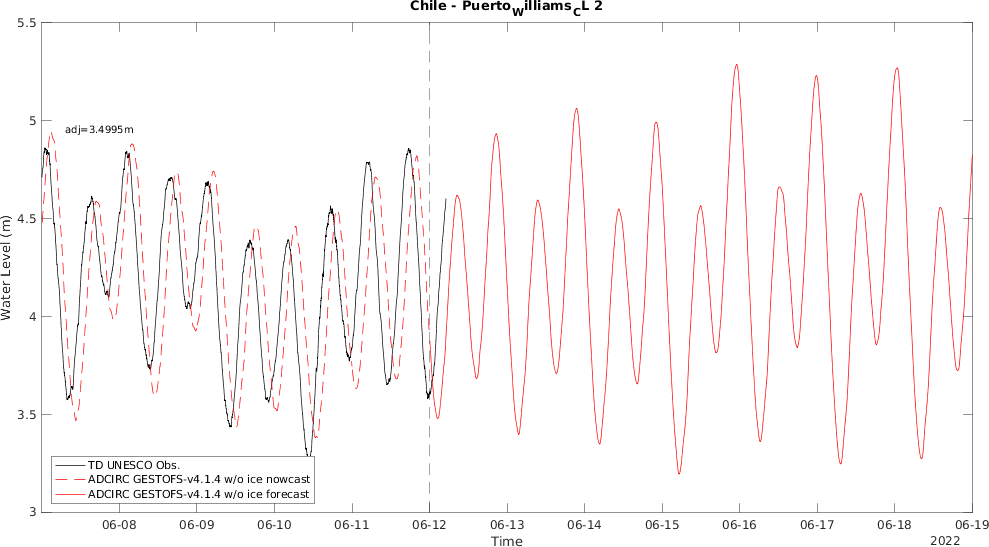 Chile - PuertoWilliamsCL 2
5.5
5
4.5
4
3.5
3
Water Level (m)
adj=3.4995m
TD UNESCO Obs.
ADCIRC GESTOFS-v4.1.4 w/o ice nowcast
ADCIRC GESTOFS-v4.1.4 w/o ice forecast
06-08 06-09 06-10 06-11 06-12 06-13 06-14 06-15 06-16 06-17 06-18 06-19
Time
2022